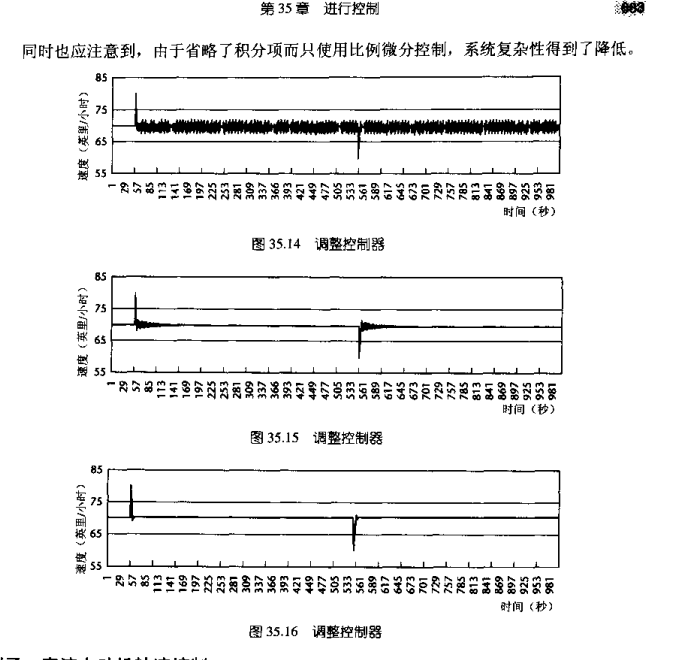 第 35 章 进行控制
663
同时也应注意到，由于省略了积分项而只使用比例微分控制，系统复杂性得到了降低。
速度（英里/小时）
85
75
65
55
1 29 57 85 113 141 169 197 225 253 281 309 337 366 393 421 449 477 505 533 561 589 617 645 673 701 729 757 785 813 841 869 897 925 953 981
时间（秒）
图 35.14 调整控制器
速度（英里/小时）
85
75
65
55
1 29 57 85 113 141 169 197 225 253 281 309 337 366 393 421 449 477 505 533 561 589 617 645 673 701 729 757 785 813 841 869 897 925 953 981
时间（秒）
图 35.15 调整控制器
速度（英里/小时）
85
75
65
55
1 29 57 85 113 141 169 197 225 253 281 309 337 366 393 421 449 477 505 533 561 589 617 645 673 701 729 757 785 813 841 869 897 925 953 981
时间（秒）
图 35.16 调整控制器